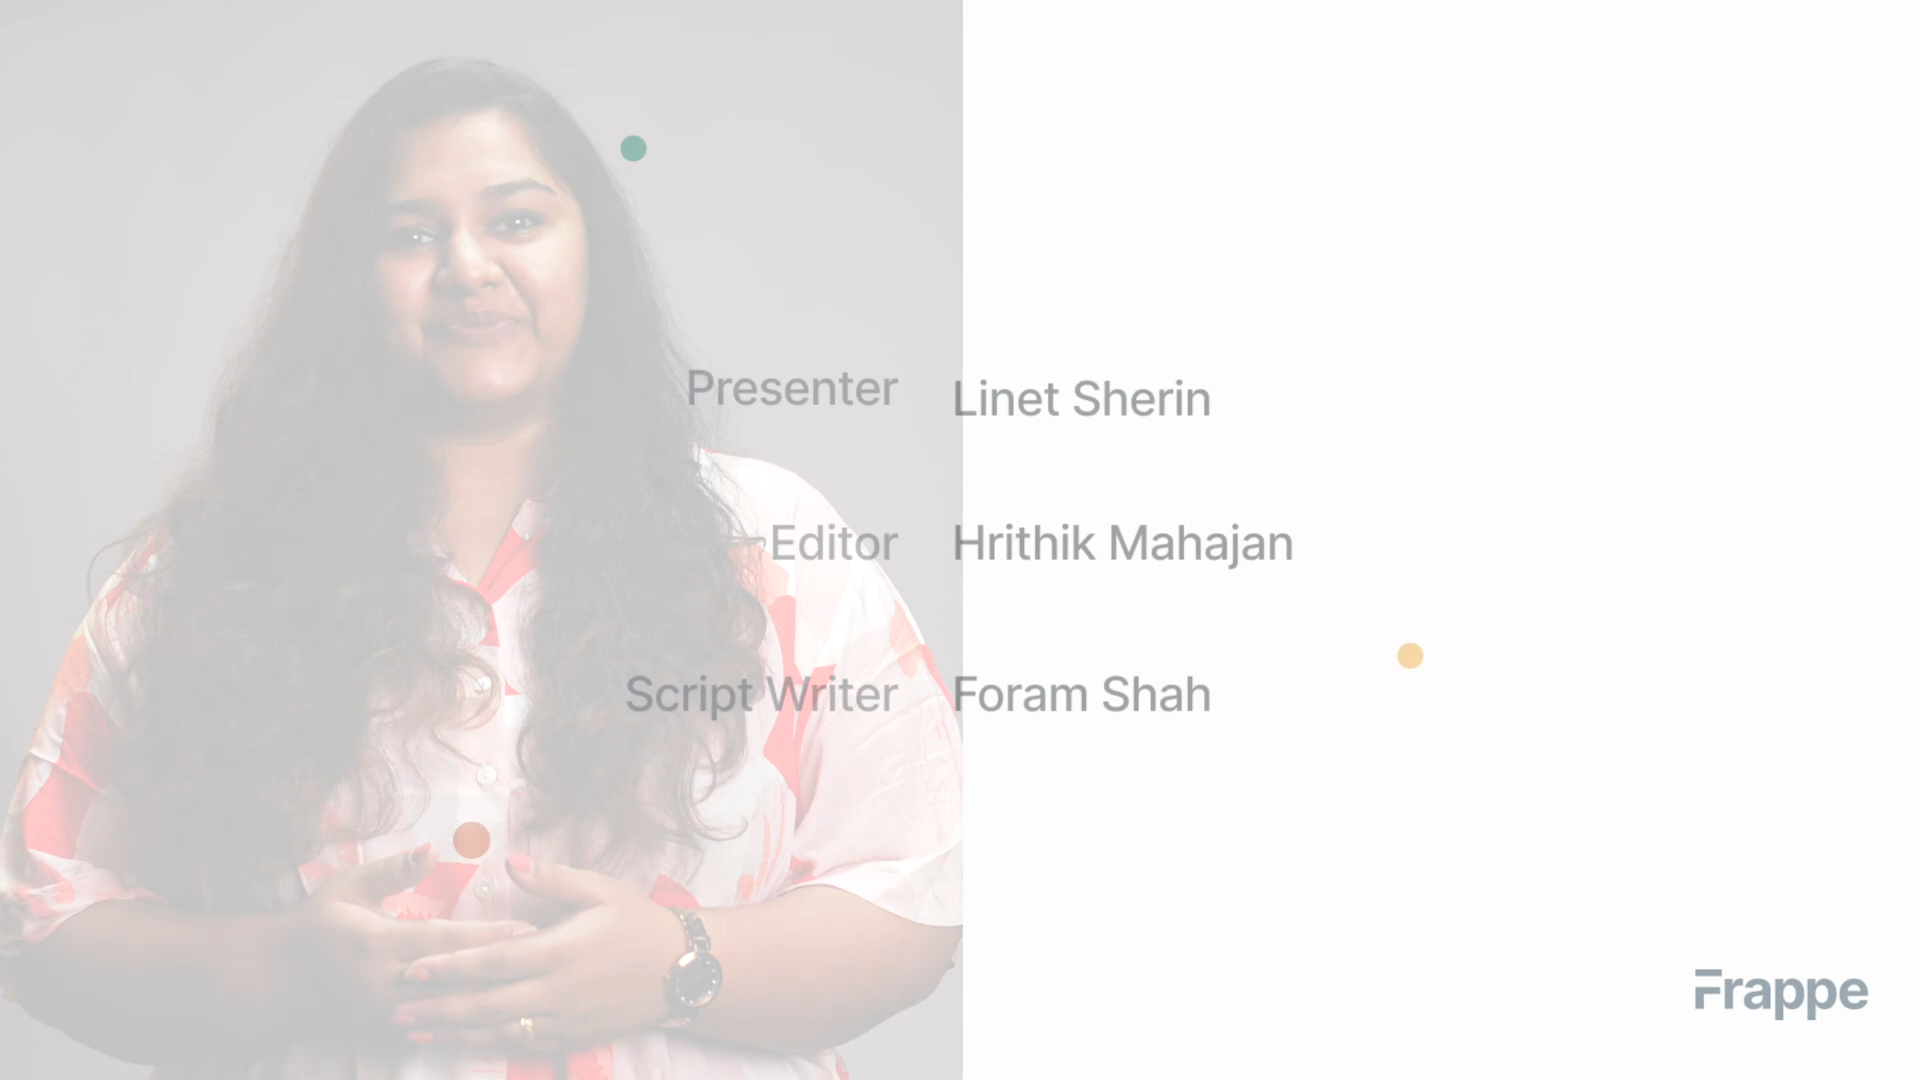 Presenter Linet Sherin
Editor Hrithik Mahajan
Script Writer Foram Shah
Frappe